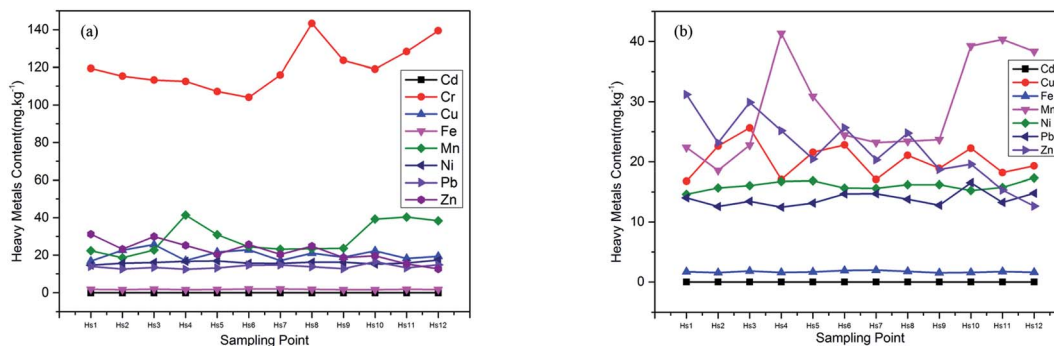 (a)
Heavy Metals Content(mg.kg-1)
140
120
100
80
60
40
20
0
Cd
Cr
Cu
Fe
Mn
Ni
Pb
Zn
Hs1 Hs2 Hs3 Hs4 Hs5 Hs6 Hs7 Hs8 Hs9 Hs10 Hs11 Hs12
Sampling Point
(b)
Heavy Metals Content(mg.kg-1)
40
30
20
10
0
Cd
Cu
Fe
Mn
Ni
Pb
Zn
Hs1 Hs2 Hs3 Hs4 Hs5 Hs6 Hs7 Hs8 Hs9 Hs10 Hs11 Hs12
Sampling Point